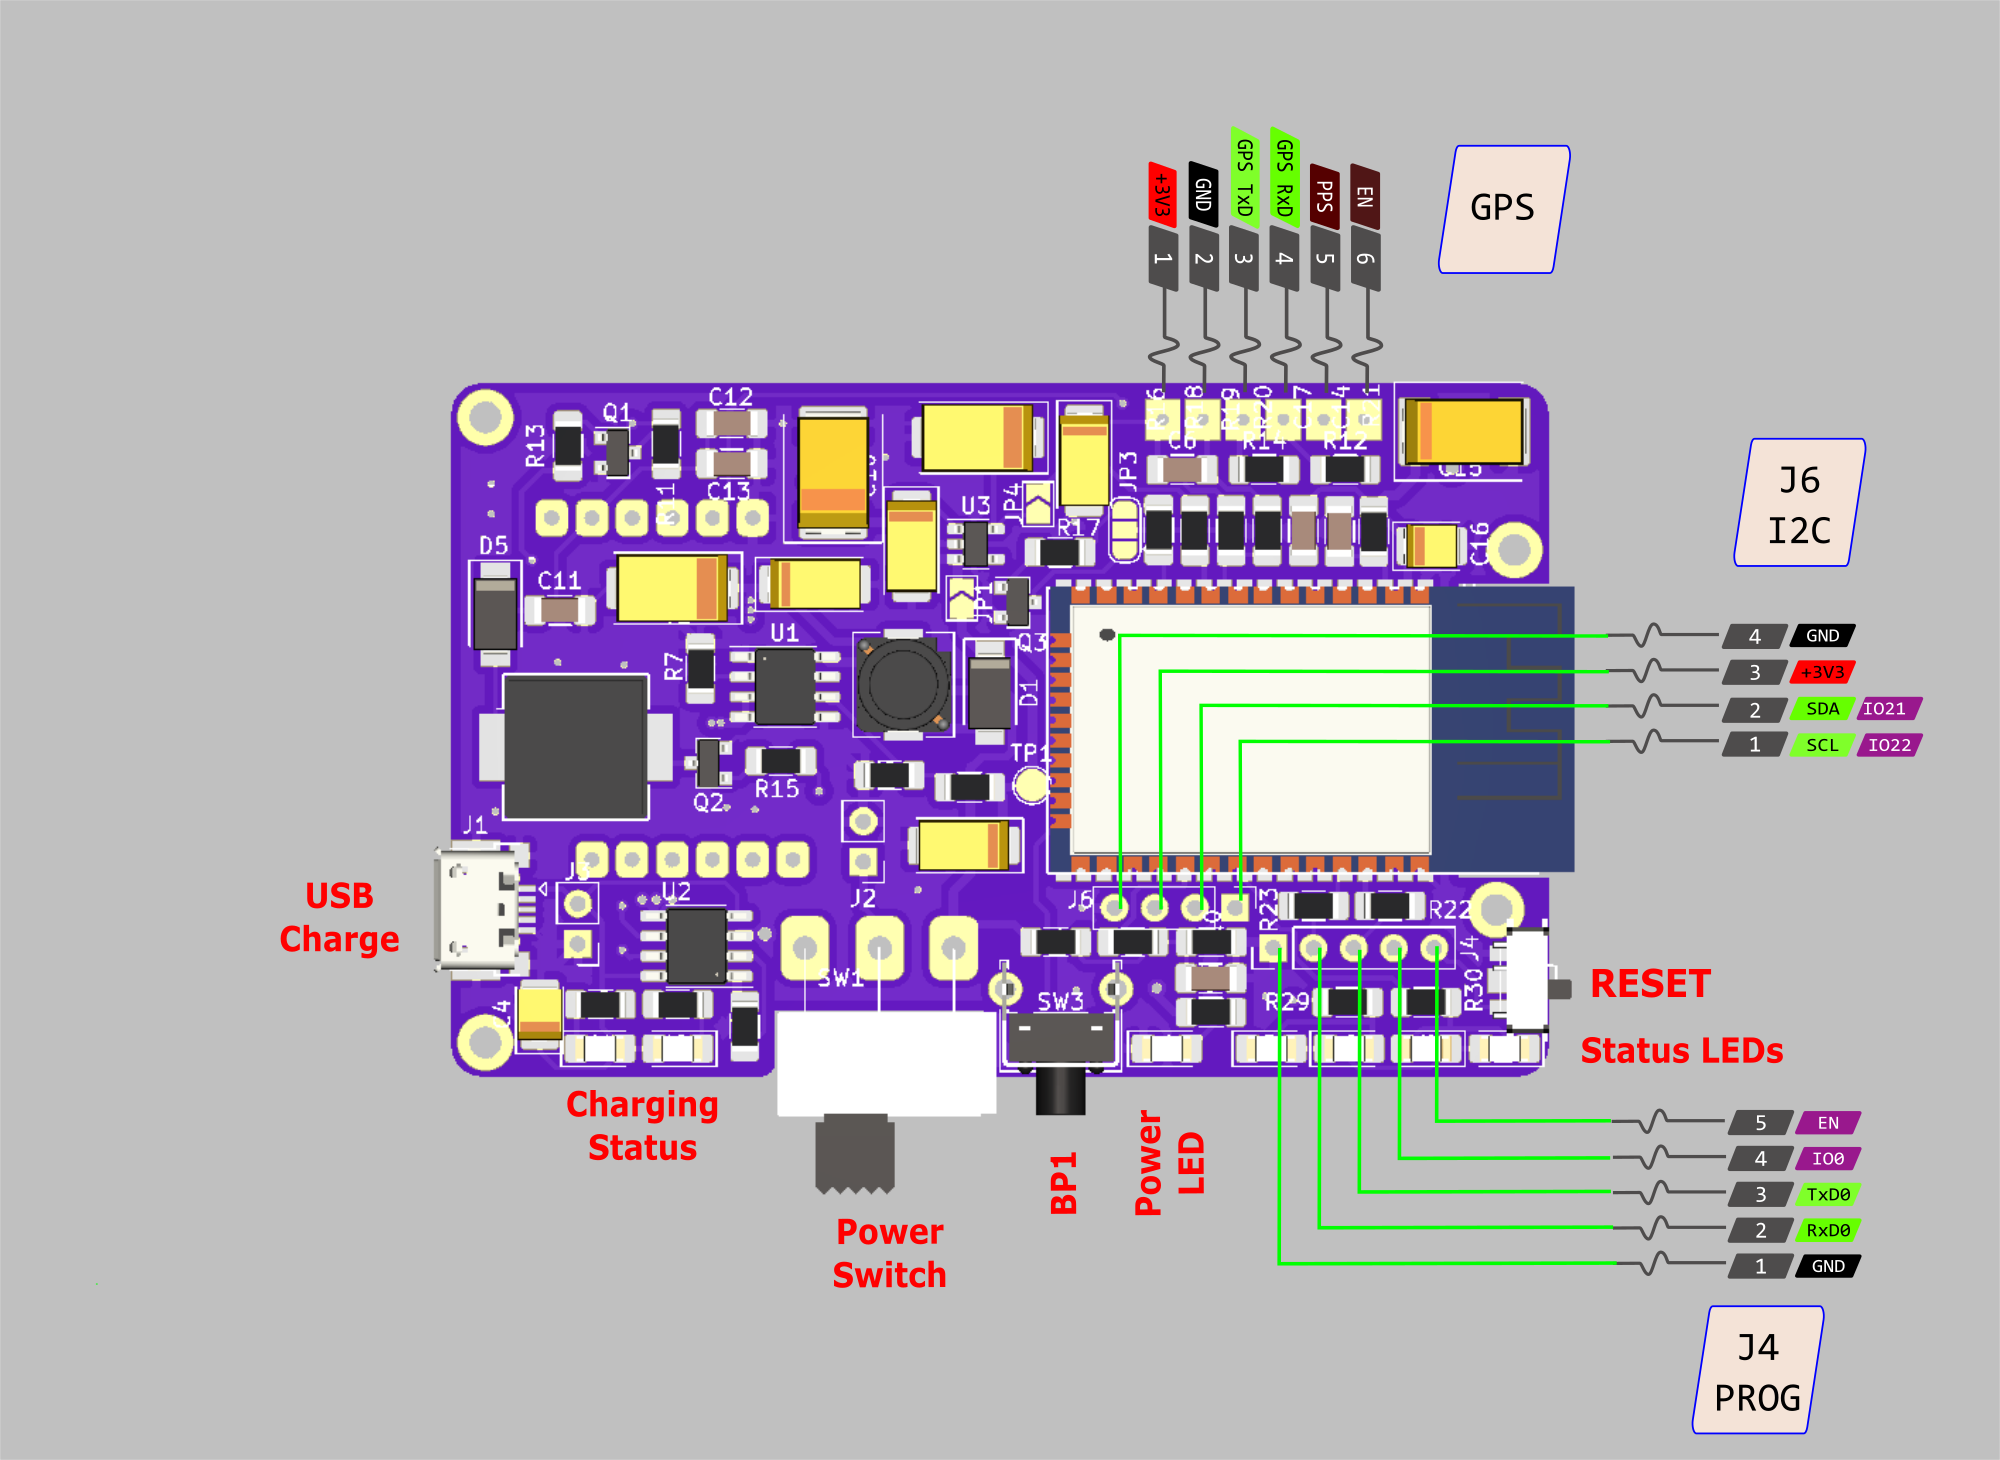 +3V3
GND
GPS TxD
GPS RxD
PPS
EN
1
2
3
4
5
6
GPS
J6
I2C
4 GND
3 +3V3
2 SDA IO21
1 SCL IO22
R13
Q1
C12
C13
R11
D5
C11
R7
U1
Q2
R15
J1
U2
J2
SW1
U3
JP4
JP3
R17
JP1
Q3
D1
TP1
R18
R19
R20
R14
R12
C15
C16
J6
R23
R22
J4
SW3
R29
R30
USB
Charge
RESET
Status LEDs
Charging
Status
Power
Switch
BP1
Power
LED
5 EN
4 IO0
3 TxD0
2 RxD0
1 GND
J4
PROG